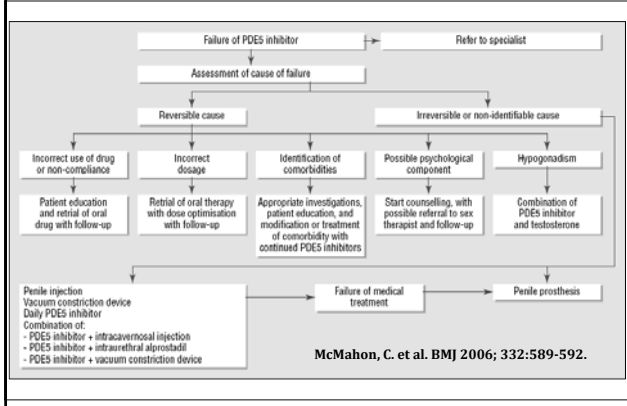 Failure of PDE5 inhibitor
Refer to specialist
Assessment of cause of failure
Reversible cause
Irreversible or non-identifiable cause
Incorrect use of drug
or non-compliance
Incorrect
dosage
Identification of
comorbidities
Possible psychological
component
Hypogonadism
Patient education
and retrial of oral
drug with follow-up
Retrial of oral therapy
with dose optimisation
with follow-up
Appropriate investigations,
patient education, and
modification or treatment
of comorbidity with
continued PDE5 inhibitors
Start counselling, with
possible referral to sex
therapist and follow-up
Combination of
PDE5 inhibitor
and testosterone
Penile injection
Vacuum constriction device
Daily PDE5 inhibitor
Combination of:
- PDE5 inhibitor + intracavernosal injection
- PDE5 inhibitor + intraurethral alprostadil
- PDE5 inhibitor + vacuum constriction device
Failure of medical
treatment
Penile prosthesis
McMahon, C. et al. BMJ 2006; 332:589-592.